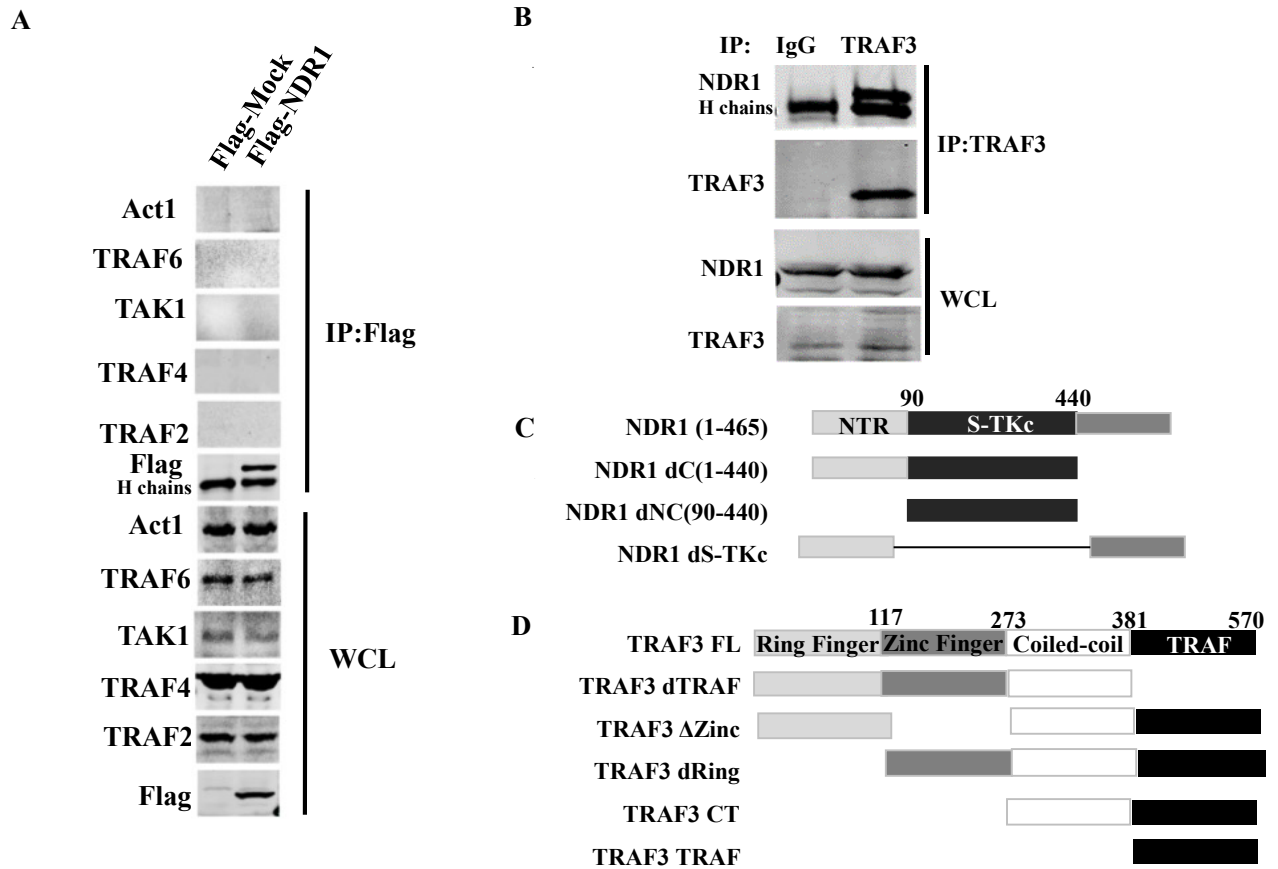 A
Flag-Mock
Flag-NDR1
Act1
TRAF6
TAK1
TRAF4
TRAF2
Flag
H chains
IP:Flag
Act1
TRAF6
TAK1
TRAF4
TRAF2
Flag
WCL
B
IP: IgG TRAF3
NDR1
H chains
TRAF3
IP:TRAF3
NDR1
TRAF3
WCL
C
90 440
NDR1 (1-465) NTR S-TKc
NDR1 dC(1-440)
NDR1 dNC(90-440)
NDR1 dS-TKc
D
117 273 381 570
TRAF3 FL Ring Finger Zinc Finger Coiled-coil TRAF
TRAF3 dTRAF
TRAF3 ΔZinc
TRAF3 dRing
TRAF3 CT
TRAF3 TRAF